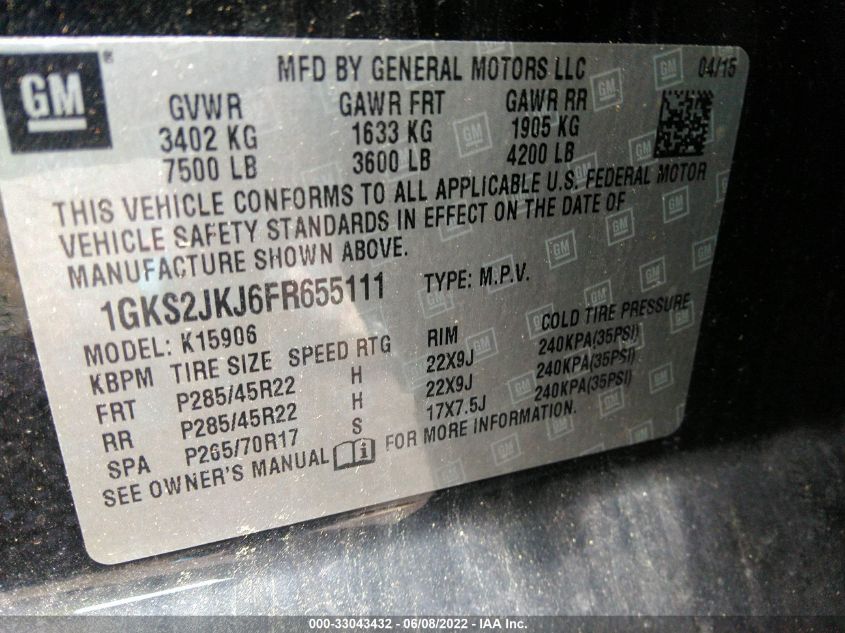 GM ®
MFD BY GENERAL MOTORS LLC 04/15
GVWR GAWR FRT GAWR RR
3402 KG 1633 KG 1905 KG
7500 LB 3600 LB 4200 LB
THIS VEHICLE CONFORMS TO ALL APPLICABLE U.S. FEDERAL MOTOR
VEHICLE SAFETY STANDARDS IN EFFECT ON THE DATE OF
MANUFACTURE SHOWN ABOVE.
1GKS2JKJ6FR655111 TYPE: M.P.V.
MODEL: K15906
KBPM TIRE SIZE SPEED RTG RIM COLD TIRE PRESSURE
FRT P285/45R22 H 22X9J 240KPA(35PSI)
RR P285/45R22 H 22X9J 240KPA(35PSI)
SPA P265/70R17 S 17X7.5J 240KPA(35PSI)
SEE OWNER'S MANUAL i FOR MORE INFORMATION.
000-33043432 - 06/08/2022 - IAA Inc.